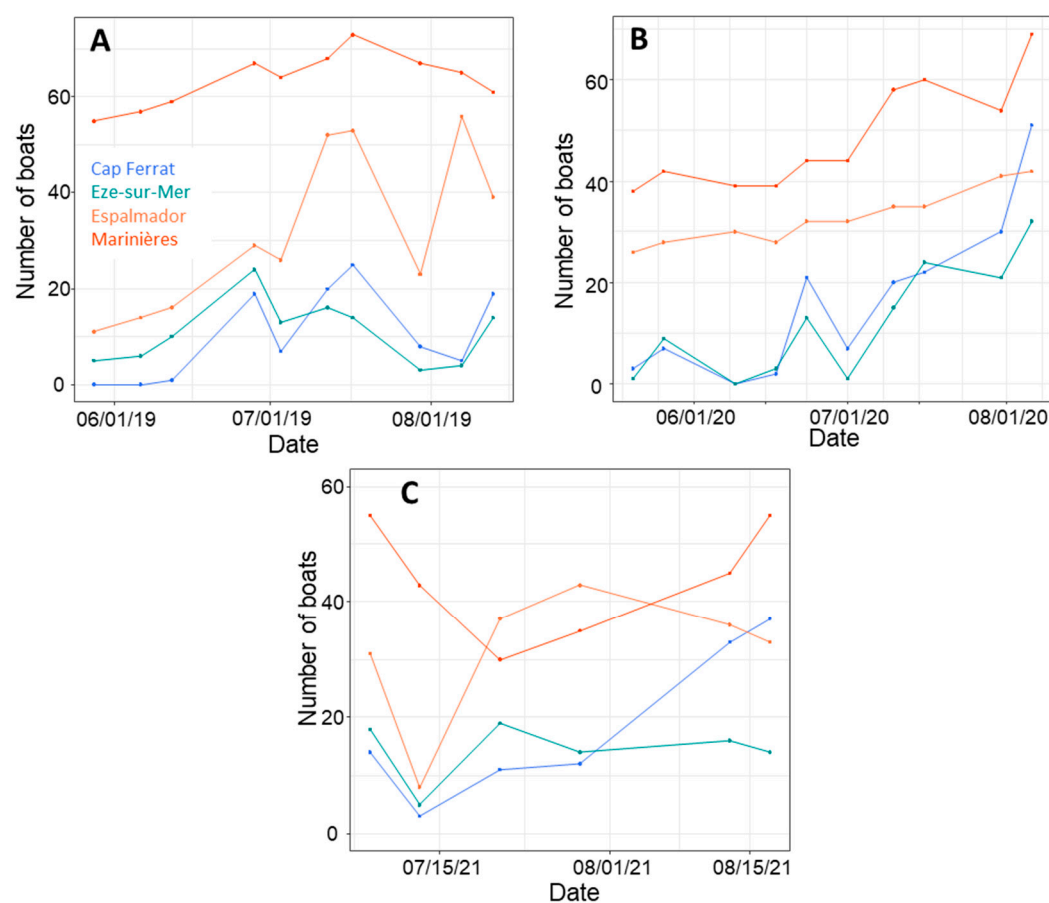 A
Number of boats
60
40
20
0
Cap Ferrat
Eze-sur-Mer
Espalmador
Marinières
06/01/19 07/01/19 08/01/19
Date
B
Number of boats
60
40
20
0
06/01/20 07/01/20 08/01/20
Date
C
Number of boats
60
40
20
0
07/15/21 08/01/21 08/15/21
Date